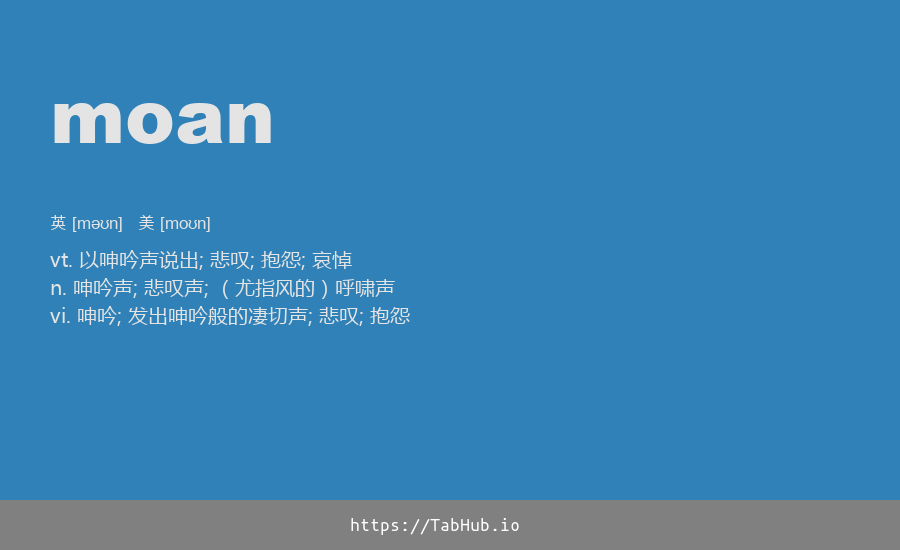 moan
英 [məʊn] 美 [moʊn]
vt. 以呻吟声说出; 悲叹; 抱怨; 哀悼
n. 呻吟声; 悲叹声; （尤指风的）呼啸声
vi. 呻吟; 发出呻吟般的凄切声; 悲叹; 抱怨
https://TabHub.io